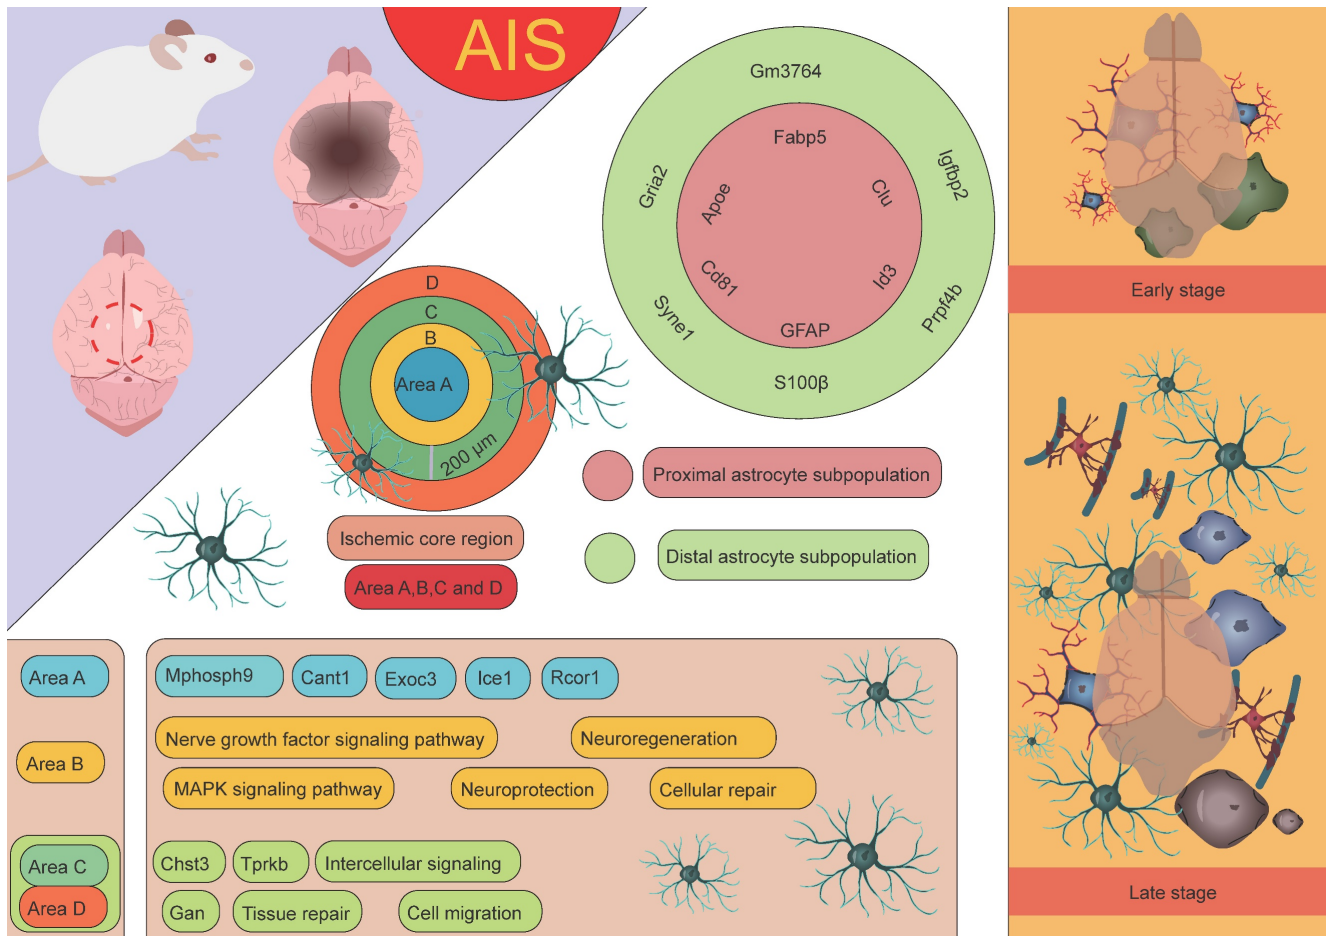 AIS
Gm3764
Fabp5
Igfbp2
Gria2
Apoe
Clu
Cd81
Id3
Syne1
Prpf4b
GFAP
S100β
D
C
B
Area A
200 μm
Ischemic core region
Area A,B,C and D
Proximal astrocyte subpopulation
Distal astrocyte subpopulation
Early stage
Area A
Mphosph9
Cant1
Exoc3
Ice1
Rcor1
Area B
Nerve growth factor signaling pathway
Neuroregeneration
MAPK signaling pathway
Neuroprotection
Cellular repair
Area C
Area D
Chst3
Tprkb
Intercellular signaling
Gan
Tissue repair
Cell migration
Late stage